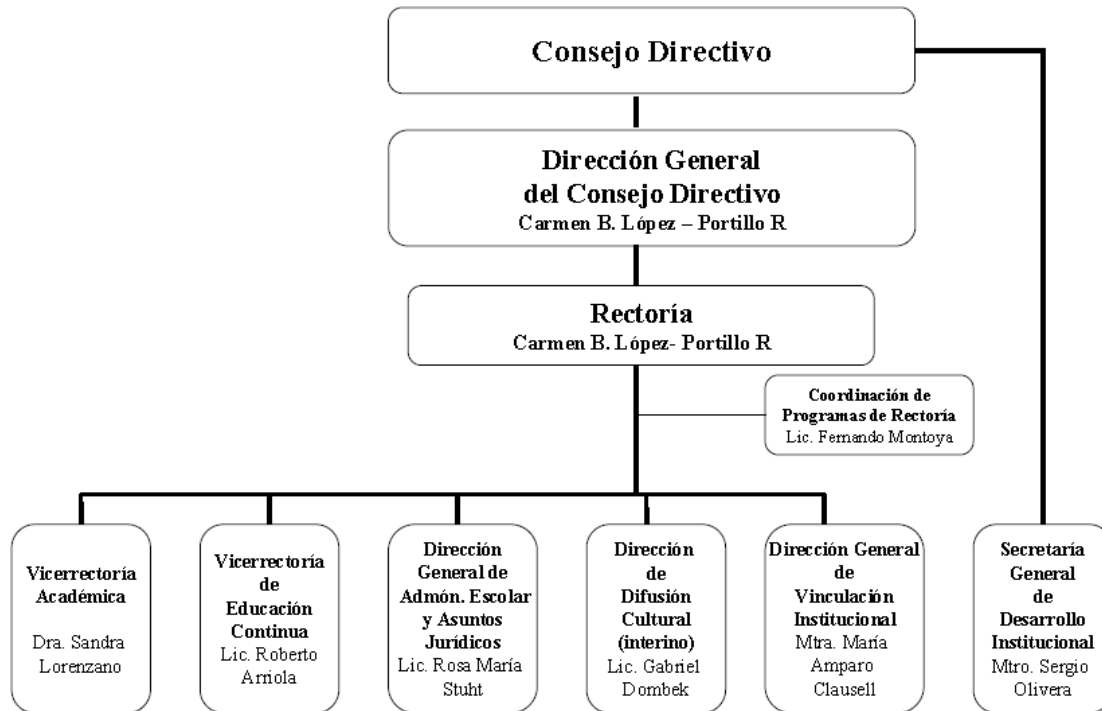 Consejo Directivo
Dirección General
del Consejo Directivo
Carmen B. López – Portillo R
Rectoría
Carmen B. López- Portillo R
Coordinación de
Programas de Rectoría
Lic. Fernando Montoya
Vicerrectoría
Académica
Dra. Sandra
Lorenzano
Vicerrectoría
de
Educación
Continua
Lic. Roberto
Arriola
Dirección
General de
Admón. Escolar
y Asuntos
Jurídicos
Lic. Rosa María
Stuht
Dirección
de
Difusión
Cultural
(interino)
Lic. Gabriel
Dombek
Dirección General
de
Vinculación
Institucional
Mtra. María
Amparo
Clausell
Secretaría
General
de
Desarrollo
Institucional
Mtro. Sergio
Olivera